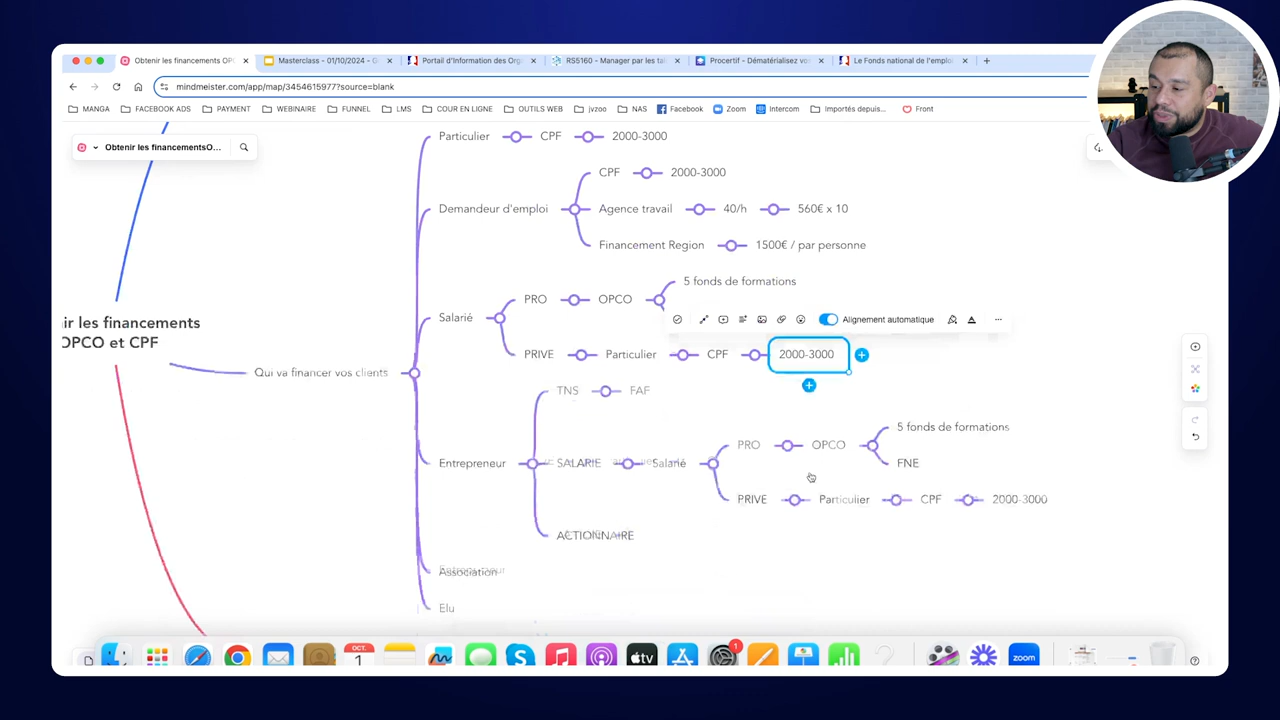 Obtenir les financements OP
Masterclass - 01/10/2024 - G
Portail d'Information des Org
RS5160 - Manager par les tal
Procertif - Dématérialisez vos
Le Fonds national de l'emploi
mindmeister.com/app/map/3454615977?source=blank
MANGA
FACEBOOK ADS
PAYMENT
WEBINAIRE
FUNNEL
LMS
COUR EN LIGNE
OUTILS WEB
jvzoo
NAS
Facebook
Zoom
Intercom
Importés depuis...
Front
Obtenir les financementsO...
Particulier CPF 2000-3000
CPF 2000-3000
Demandeur d'emploi Agence travail 40/h 560€ x 10
Financement Region 1500€ / par personne
5 fonds de formations
Salarié PRO OPCO
Alignement automatique
PRIVE Particulier CPF 2000-3000
ir les financements
OPCO et CPF
Qui va financer vos clients
TNS FAF
5 fonds de formations
PRO OPCO
Entrepreneur SALARIE Salarié
FNE
PRIVE Particulier CPF 2000-3000
ACTIONNAIRE
Association
Elu
OCT.
1
1
tv
zoom